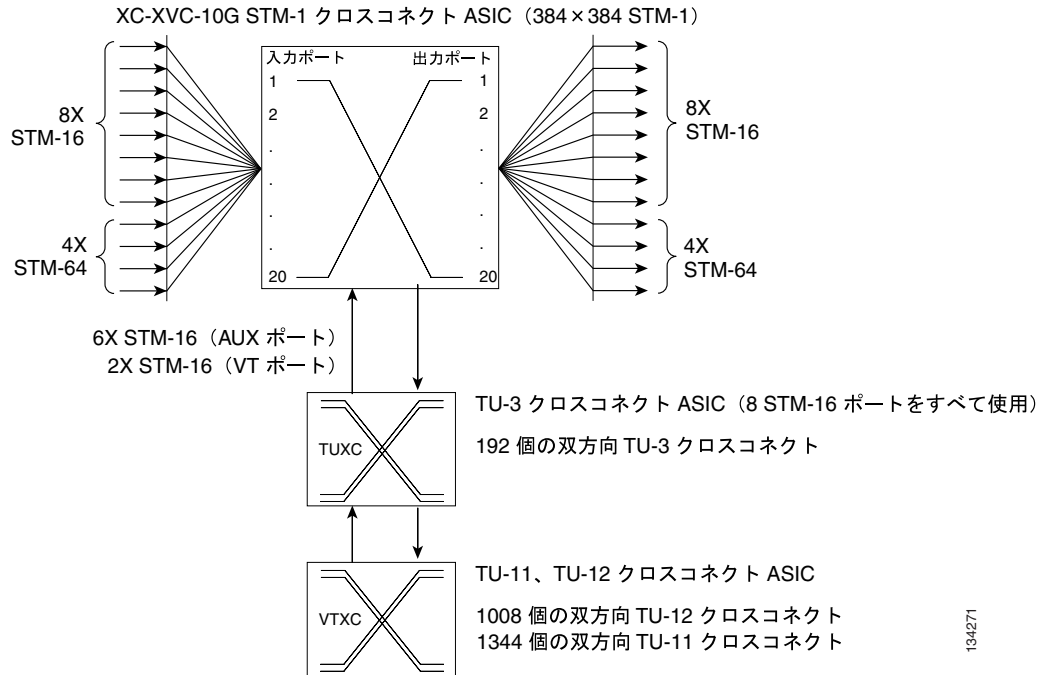 XC-XVC-10G STM-1 クロスコネクト ASIC（384×384 STM-1）
入力ポート
出力ポート
1
1
2
2
.
.
.
.
.
.
20
20
8X
STM-16
4X
STM-64
8X
STM-16
4X
STM-64
6X STM-16（AUX ポート）
2X STM-16（VT ポート）
TUXC
TU-3 クロスコネクト ASIC（8 STM-16 ポートをすべて使用）
192 個の双方向 TU-3 クロスコネクト
VTXC
TU-11、TU-12 クロスコネクト ASIC
1008 個の双方向 TU-12 クロスコネクト
1344 個の双方向 TU-11 クロスコネクト
134271